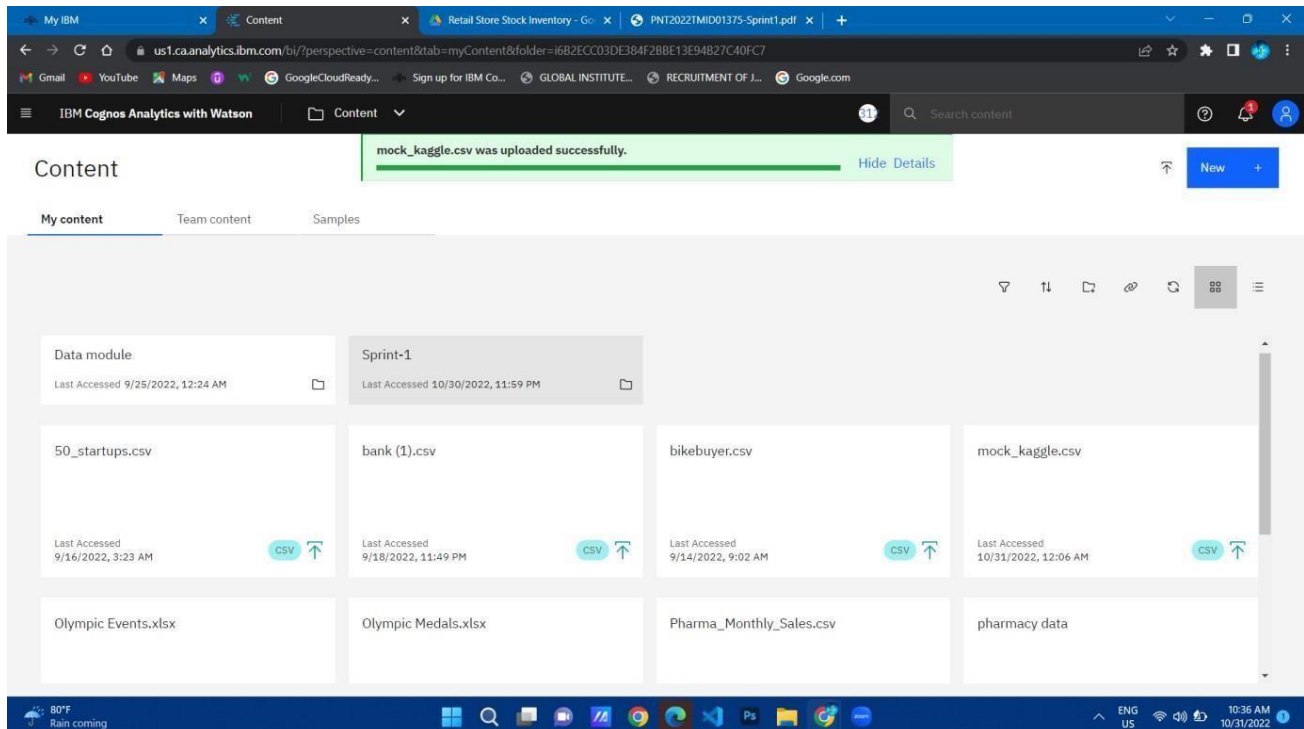 My IBM
Content
Retail Store Stock Inventory - Go
PNT2022TMID01375-Sprint1.pdf
us1.ca.analytics.ibm.com/bi/?perspective=content&tab=myContent&folder=i6B2ECC03DE384F2BBE13E94B27C40FC7
Gmail YouTube Maps GoogleCloudReady... Sign up for IBM Co... GLOBAL INSTITUTE... RECRUITMENT OF J... Google.com
IBM Cognos Analytics with Watson Content Search content 1
mock_kaggle.csv was uploaded successfully.
Hide Details
Content
New +
My content Team content Samples
Data module
Last Accessed 9/25/2022, 12:24 AM
Sprint-1
Last Accessed 10/30/2022, 11:59 PM
50_startups.csv
Last Accessed
9/16/2022, 3:23 AM
CSV
bank (1).csv
Last Accessed
9/18/2022, 11:49 PM
CSV
bikebuyer.csv
Last Accessed
9/14/2022, 9:02 AM
CSV
mock_kaggle.csv
Last Accessed
10/31/2022, 12:06 AM
CSV
Olympic Events.xlsx
Olympic Medals.xlsx
Pharma_Monthly_Sales.csv
pharmacy data
80°F
Rain coming
Ps
zoom
ENG
US
10:36 AM
10/31/2022
1